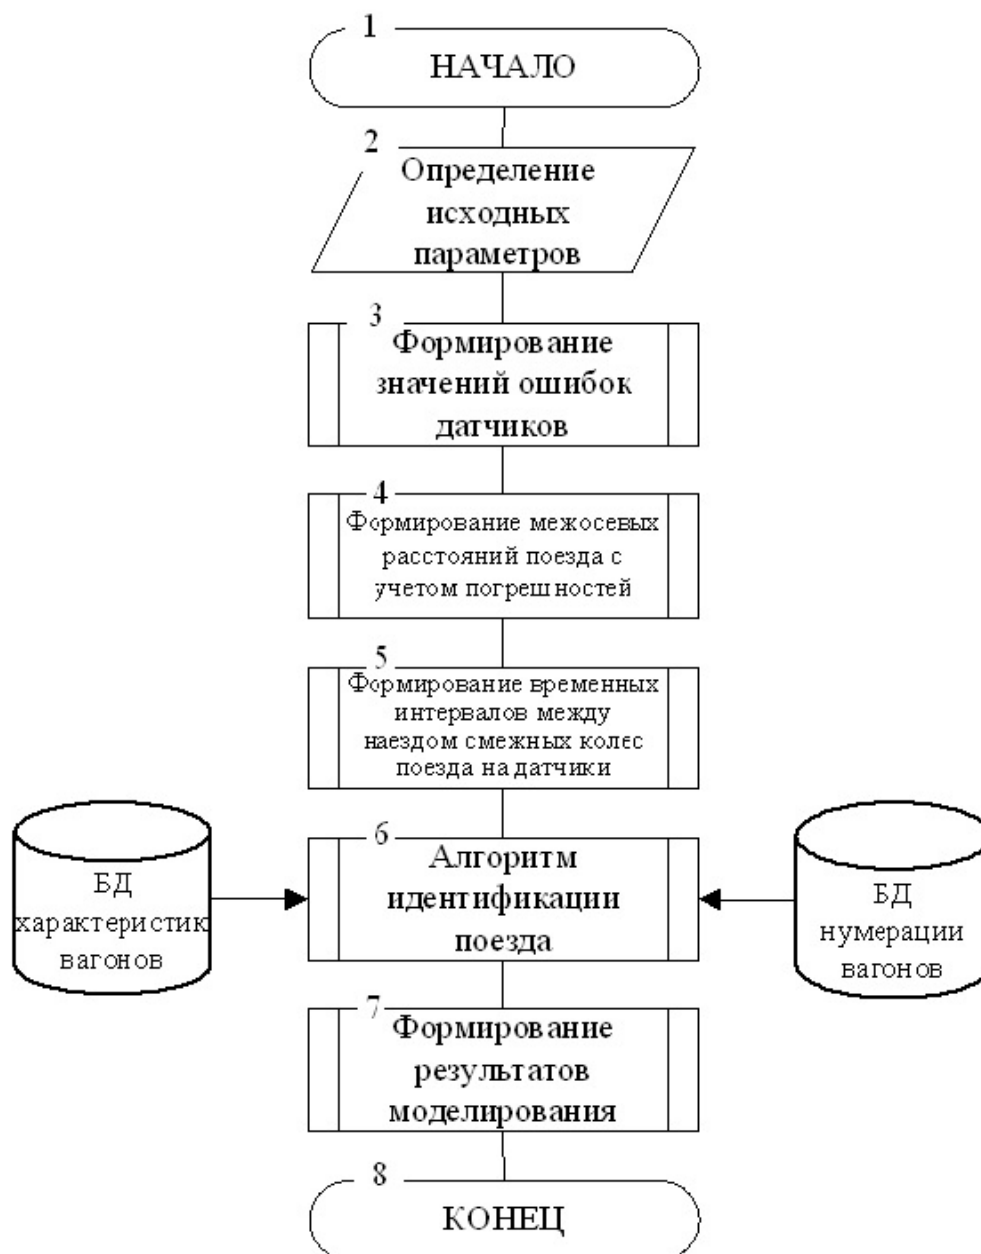 1
НАЧАЛО
2
Определение
исходных
параметров
3
Формирование
значений ошибок
датчиков
4
Формирование межосевых
расстояний поезда с
учетом погрешностей
5
Формирование временных
интервалов между
наездом смежных колес
поезда на датчики
БД
характеристик
вагонов
6
Алгоритм
идентификации
поезда
БД
нумерации
вагонов
7
Формирование
результатов
моделирования
8
КОНЕЦ